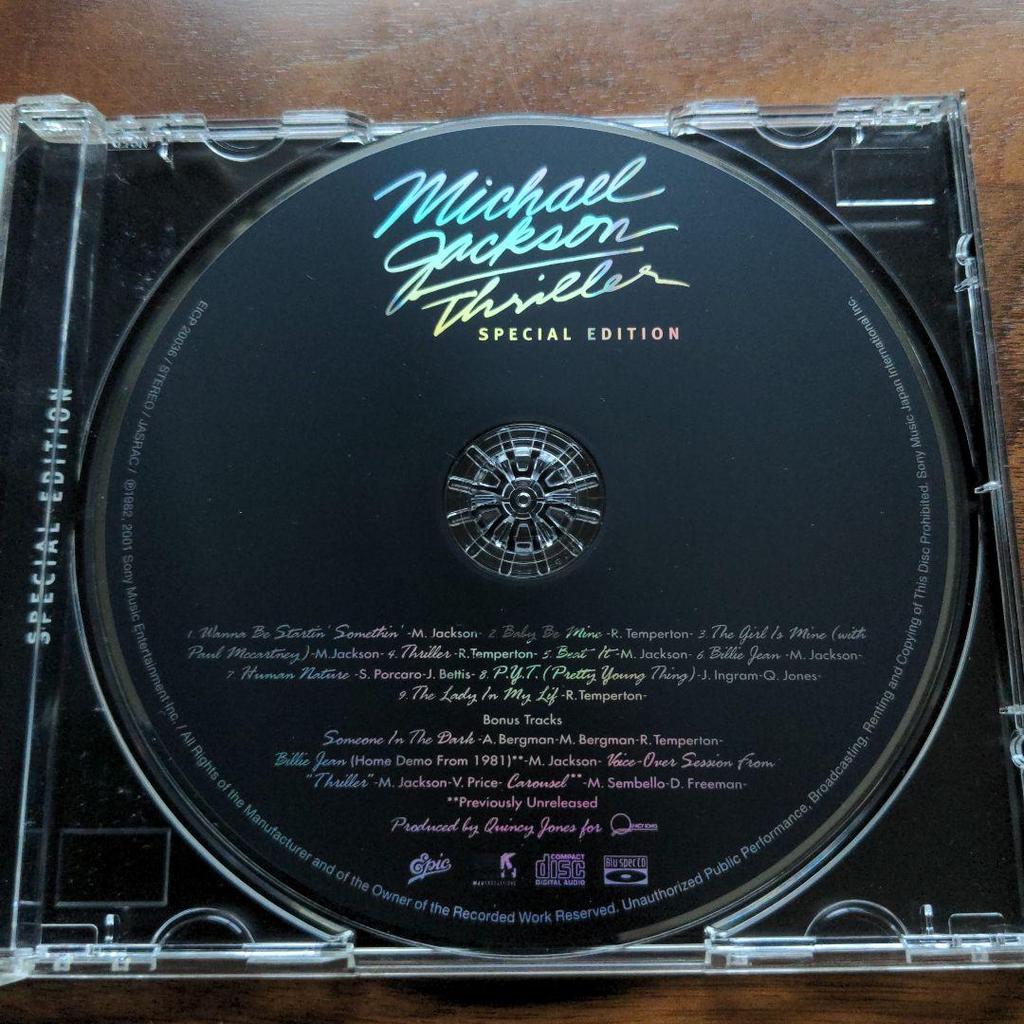 Michael
Jackson
Thriller
SPECIAL EDITION
SPECIAL EDITION
EICP 20036 / STEREO / JASRAC / ℗1982, 2001 Sony Music Entertainment Inc. / All Rights of the Manufacturer and of the Owner of the Recorded Work Reserved. Unauthorized Public Performance, Broadcasting, Renting and Copying of This Disc Prohibited. Sony Music Japan International Inc.
1. Wanna Be Startin' Somethin' -M. Jackson- 2. Baby Be Mine -R. Temperton- 3. The Girl Is Mine (with
Paul Mccartney) -M.Jackson- 4. Thriller -R.Temperton- 5. Beat It -M. Jackson- 6. Billie Jean -M. Jackson-
7. Human Nature -S. Porcaro-J. Bettis- 8. P.Y.T. (Pretty Young Thing) -J. Ingram-Q. Jones-
9. The Lady In My Lif -R.Temperton-
Bonus Tracks
Someone In The Dark -A. Bergman-M. Bergman-R. Temperton-
Billie Jean (Home Demo From 1981)** -M. Jackson- Voice-Over Session From
"Thriller" -M. Jackson-V. Price- Carousel** -M. Sembello-D. Freeman-
**Previously Unreleased
Produced by Quincy Jones for
Epic COMPACT disc DIGITAL AUDIO Blu spec CD